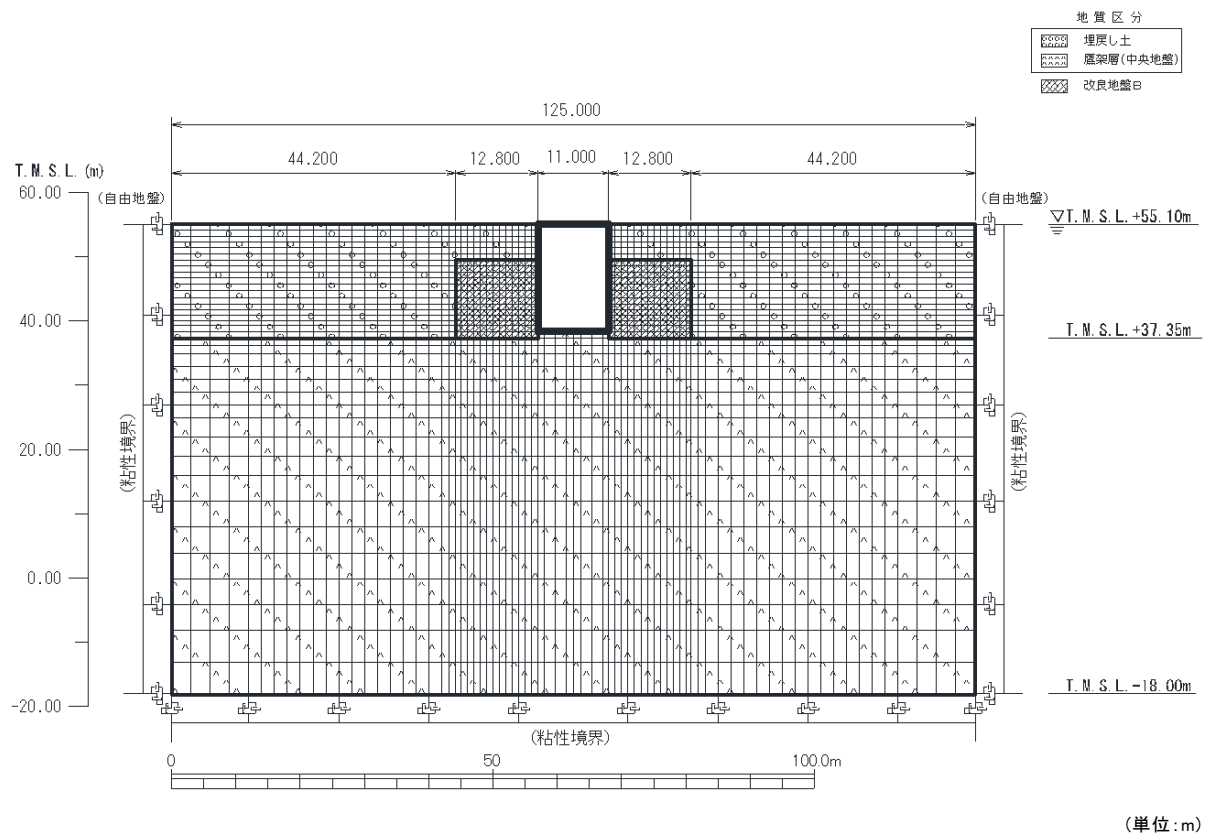 地質区分
埋戻し土
鷹架層(中央地盤)
改良地盤B
125.000
44.200 12.800 11.000 12.800 44.200
T.M.S.L. (m)
60.00
40.00
20.00
0.00
-20.00
(自由地盤)
(自由地盤)
▽T.M.S.L.+55.10m
T.M.S.L.+37.35m
T.M.S.L.-18.00m
(粘性境界)
(粘性境界)
(粘性境界)
0 50 100.0m
(単位:m)